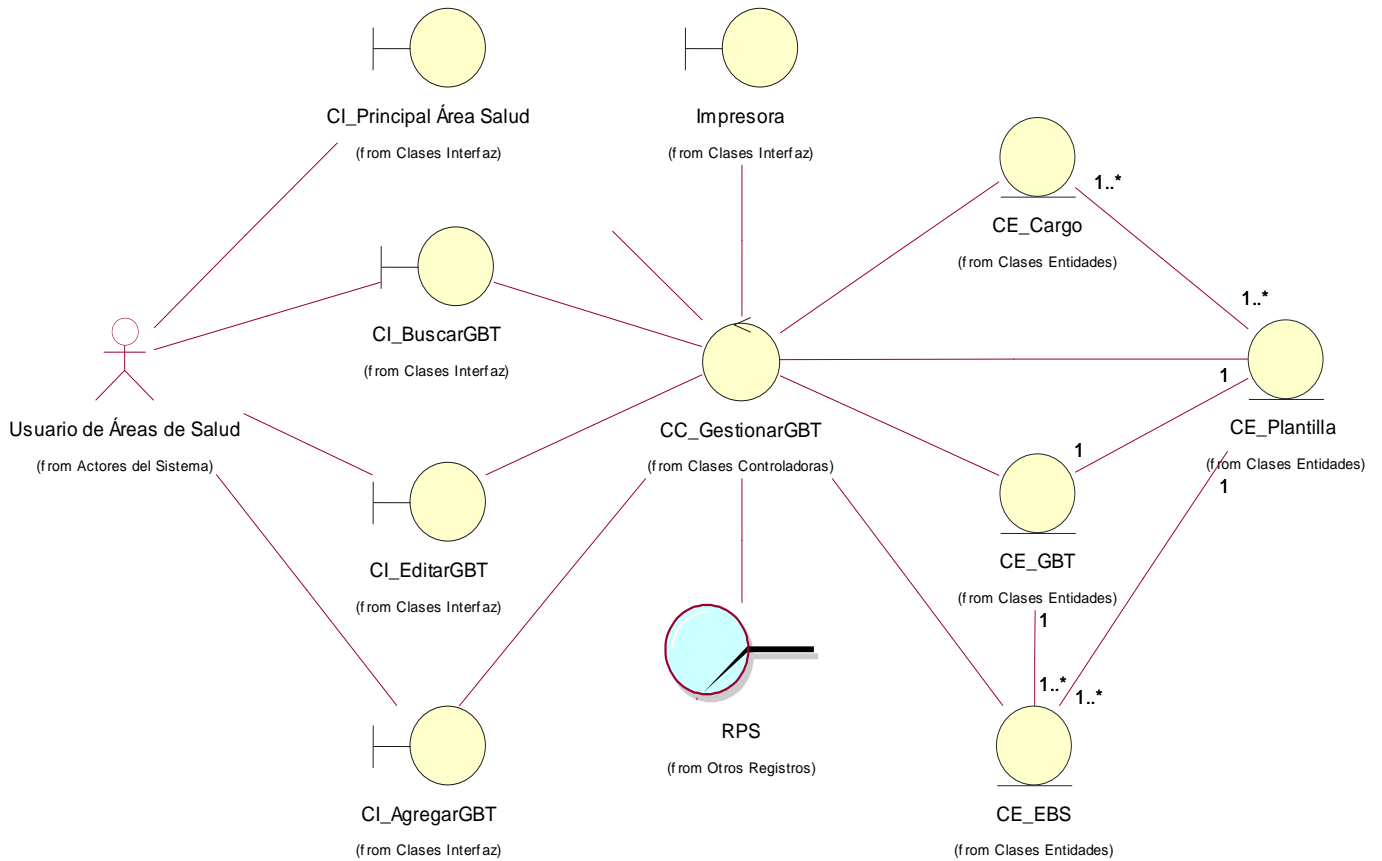 CI_Principal Área Salud
(from Clases Interfaz)
Impresora
(from Clases Interfaz)
1..*
CE_Cargo
(from Clases Entidades)
1..*
CI_BuscarGBT
(from Clases Interfaz)
Usuario de Áreas de Salud
(from Actores del Sistema)
CC_GestionarGBT
(from Clases Controladoras)
1
CE_Plantilla
(from Clases Entidades)
1
1
CI_EditarGBT
(from Clases Interfaz)
CE_GBT
(from Clases Entidades)
1
1..*
1..*
RPS
(from Otros Registros)
CI_AgregarGBT
(from Clases Interfaz)
CE_EBS
(from Clases Entidades)